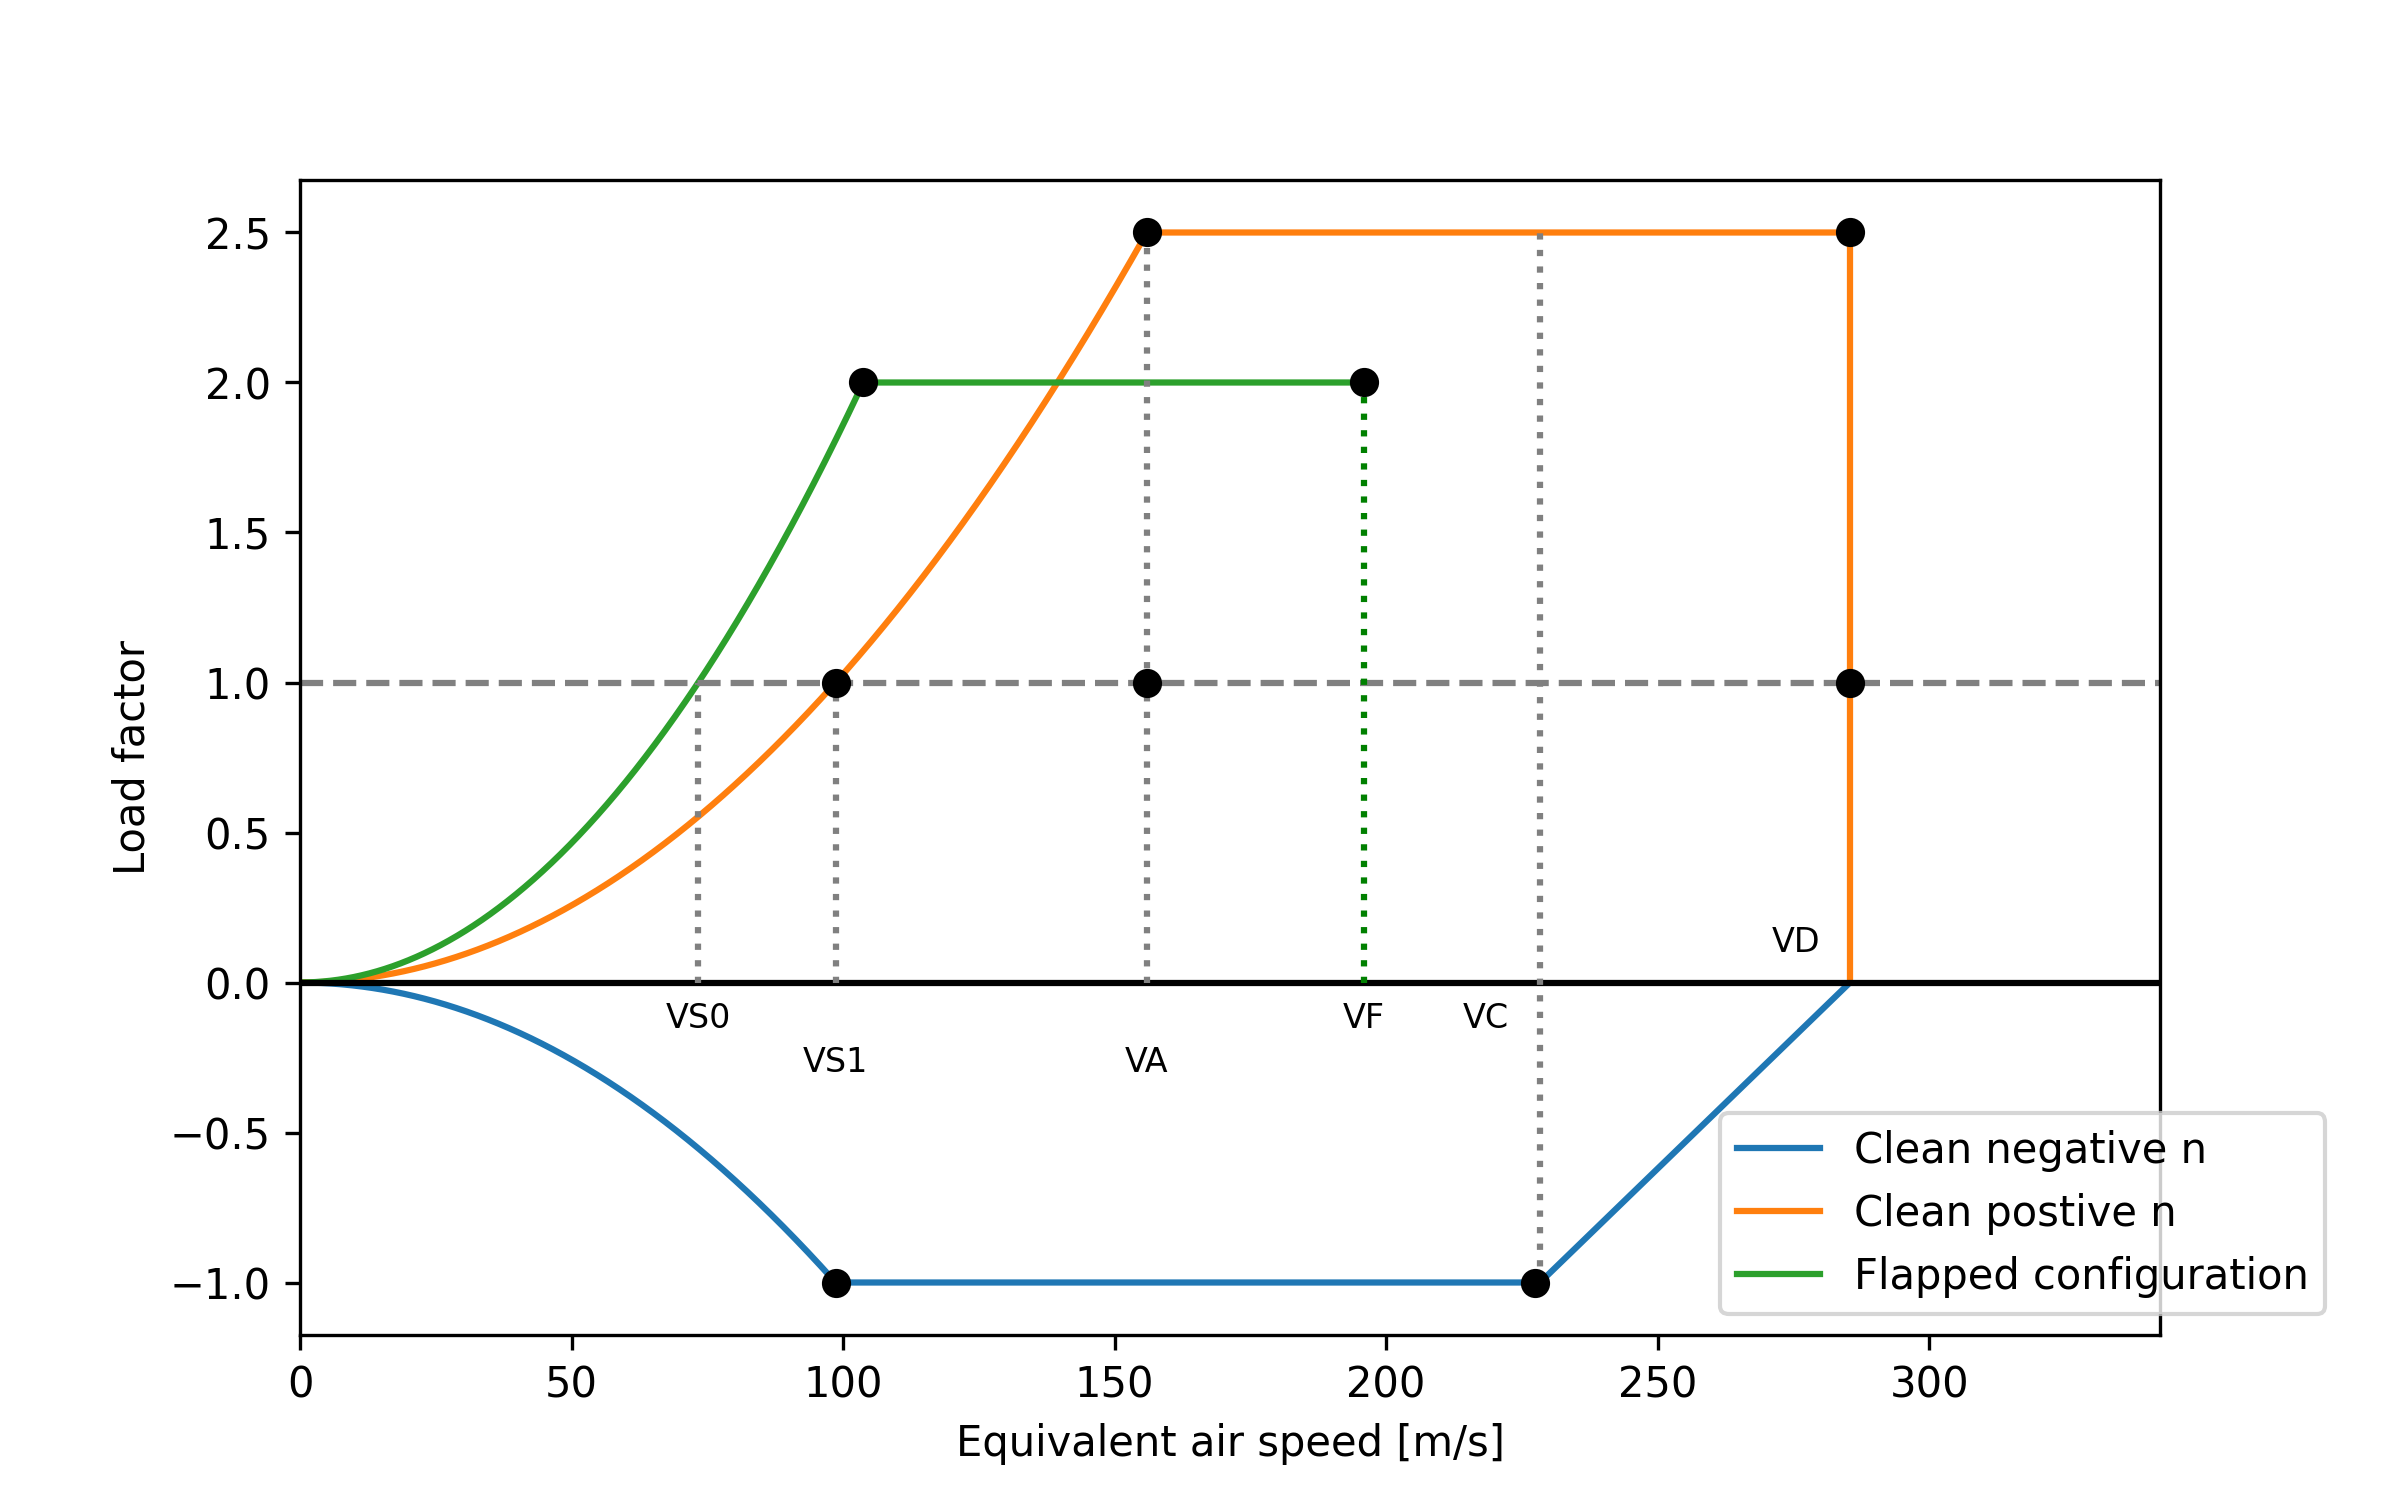 2.5
2.0
1.5
1.0
0.5
0.0
−0.5
−1.0
Load factor
VD
VS0
VF
VC
VS1
VA
Clean negative n
Clean postive n
Flapped configuration
0
50
100
150
200
250
300
Equivalent air speed [m/s]